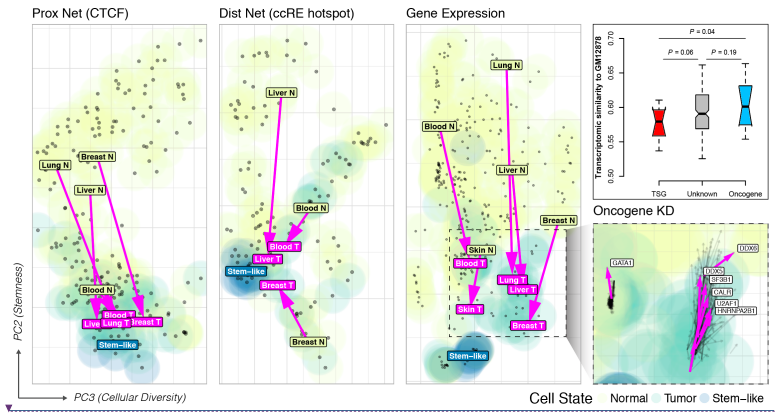 Prox Net (CTCF)
Dist Net (ccRE hotspot)
Gene Expression
Lung N
Breast N
Liver N
Blood N
Blood T
Live
Lung T
Breast T
Stem−like
Liver N
Blood N
Blood T
Liver T
Stem−like
Breast T
Breast N
Lung N
Blood N
Liver N
Breast N
Skin N
Blood T
Lung T
Liver T
Skin T
Breast T
Stem−like
Transcriptomic similarity to GM12878
0.70
0.65
0.60
0.55
0.50
P = 0.04
P = 0.06
P = 0.19
TSG
Unknown
Oncogene
Oncogene KD
GATA1
DDX6
DDX5
SF3B1
CALR
U2AF1
HNRNPA2B1
PC2 (Stemness)
PC3 (Cellular Diversity)
Cell State
Normal
Tumor
Stem−like